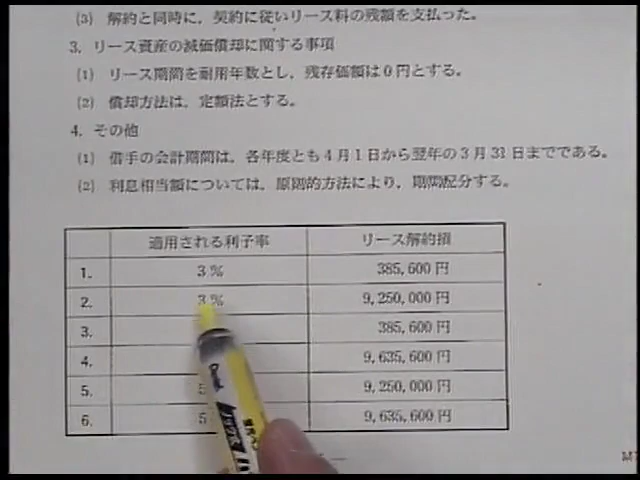 (3) 解約と同時に、契約に従いリース料の残額を支払った。
3. リース資産の減価償却に関する事項
(1) リース期間を耐用年数とし、残存価額は0円とする。
(2) 償却方法は、定額法とする。
4. その他
(1) 借手の会計期間は、各年度とも4月1日から翌年の3月31日までである。
(2) 利息相当額については、原則的方法により、期間配分する。
適用される利子率 リース解約損
1. 3% 385,600円
2. 3% 9,250,000円
3. 385,600円
4. 9,635,600円
5. 5 9,250,000円
6. 5 9,635,600円